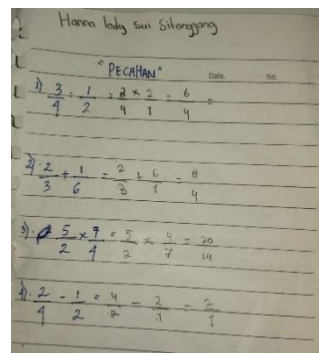 Hanna lady suri Sitanggang
"PECAHAN"
Date. No.
1) 3/4 : 1/2 = 3/4 × 2/1 = 6/4 =
2). 2/3 + 1/6 = 2/3 + 6/1 = 8/4
3). 5/2 × 7/4 = 5/2 × 4/7 = 20/14
4). 2/4 - 1/2 = 4/2 - 2/1 = 2/1